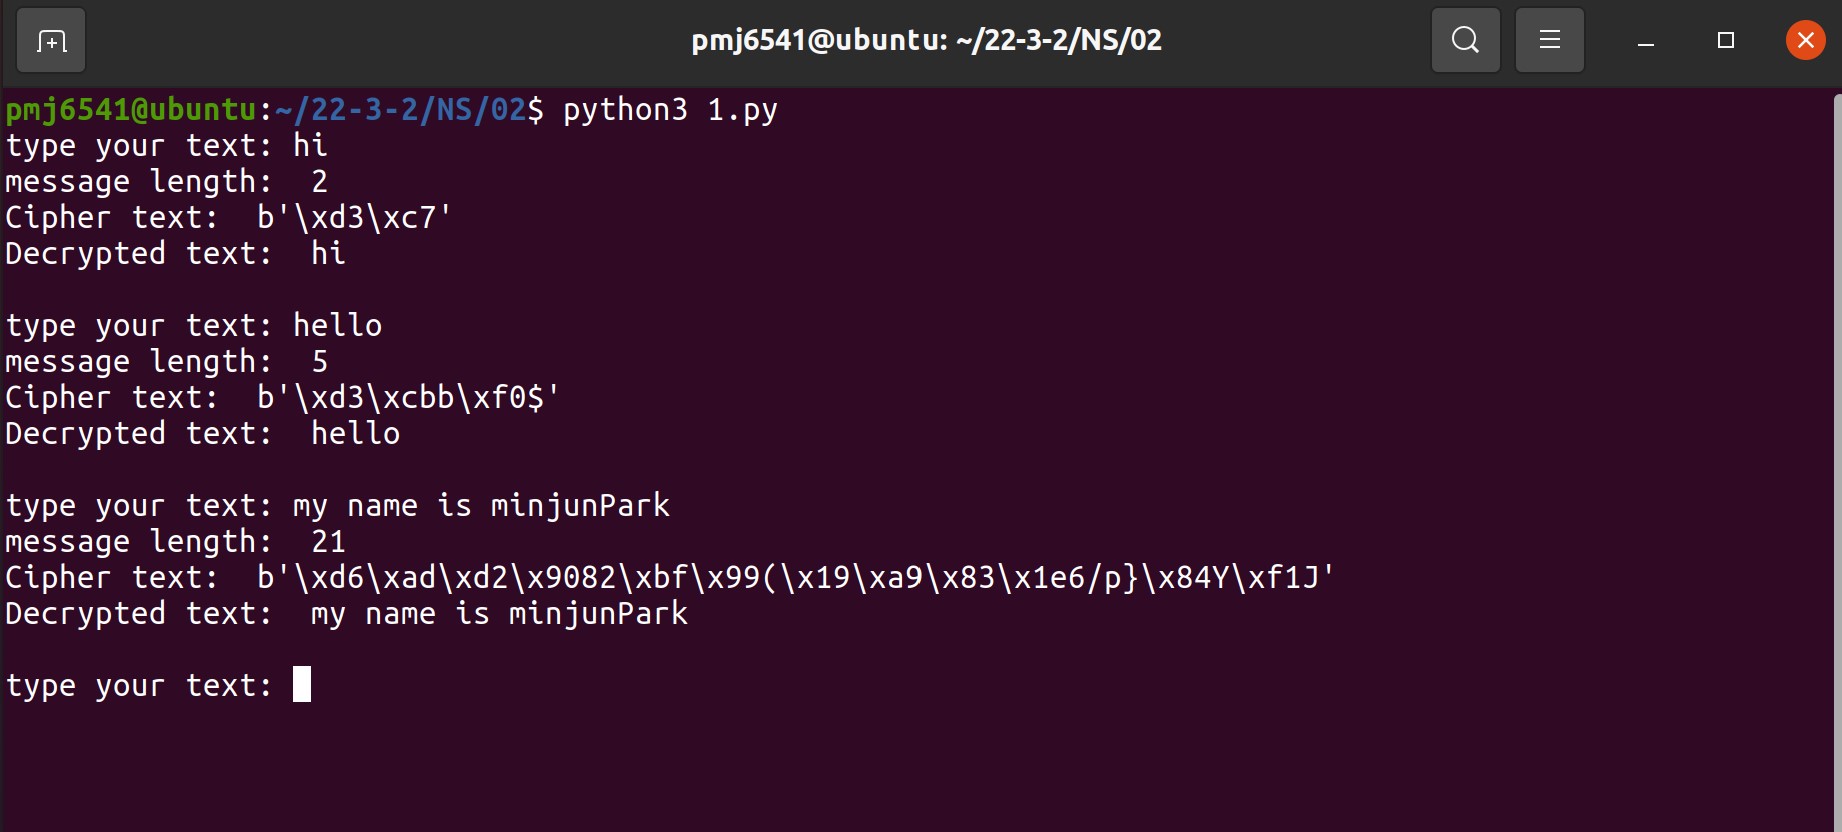 pmj6541@ubuntu: ~/22-3-2/NS/02
pmj6541@ubuntu:~/22-3-2/NS/02$ python3 1.py
type your text: hi
message length:  2
Cipher text:  b'\xd3\xc7'
Decrypted text:  hi
type your text: hello
message length:  5
Cipher text:  b'\xd3\xcbb\xf0$'
Decrypted text:  hello
type your text: my name is minjunPark
message length:  21
Cipher text:  b'\xd6\xad\xd2\x9082\xbf\x99(\x19\xa9\x83\x1e6/p}\x84Y\xf1J'
Decrypted text:  my name is minjunPark
type your text: